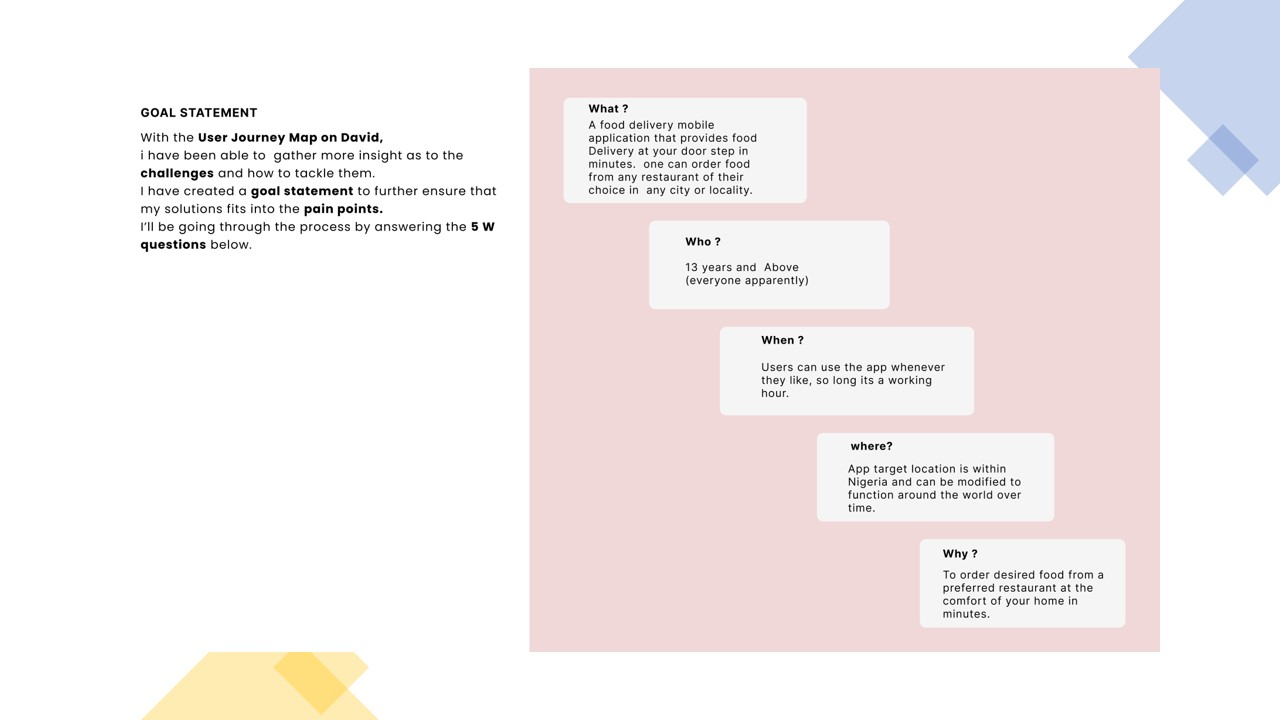 GOAL STATEMENT
With the User Journey Map on David,
i have been able to  gather more insight as to the
challenges and how to tackle them.
I have created a goal statement to further ensure that
my solutions fits into the pain points.
I’ll be going through the process by answering the 5 W
questions below.
What ?
A food delivery mobile
application that provides food
Delivery at your door step in
minutes.  one can order food
from any restaurant of their
choice in  any city or locality.
Who ?
13 years and  Above
(everyone apparently)
When ?
Users can use the app whenever
they like, so long its a working
hour.
where?
App target location is within
Nigeria and can be modified to
function around the world over
time.
Why ?
To order desired food from a
preferred restaurant at the
comfort of your home in
minutes.